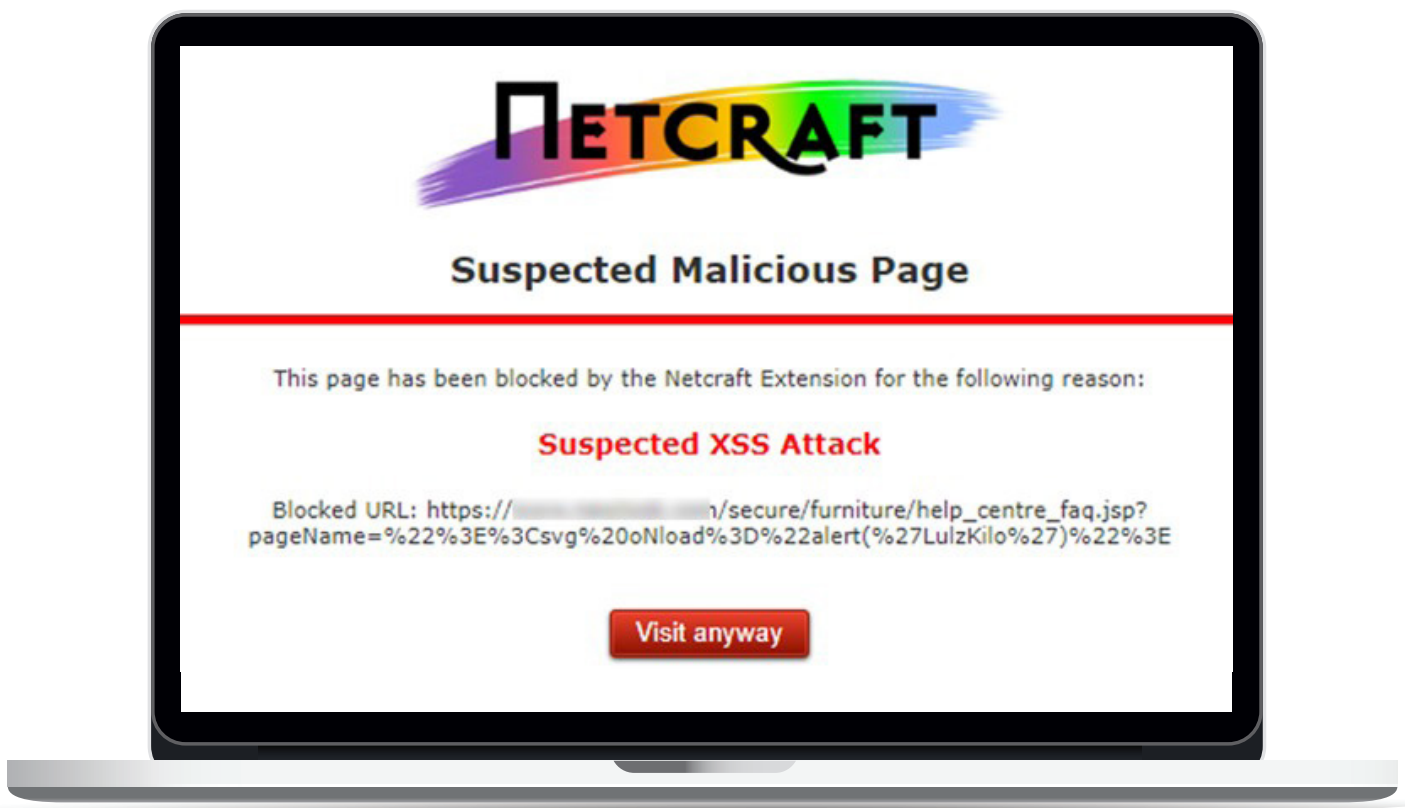 NETCRAFT
Suspected Malicious Page
This page has been blocked by the Netcraft Extension for the following reason:
Suspected XSS Attack
Blocked URL: https:// /secure/furniture/help_centre_faq.jsp?
pageName=%22%3E%3Csvg%20oNload%3D%22alert(%27LulzKilo%27)%22%3E
Visit anyway